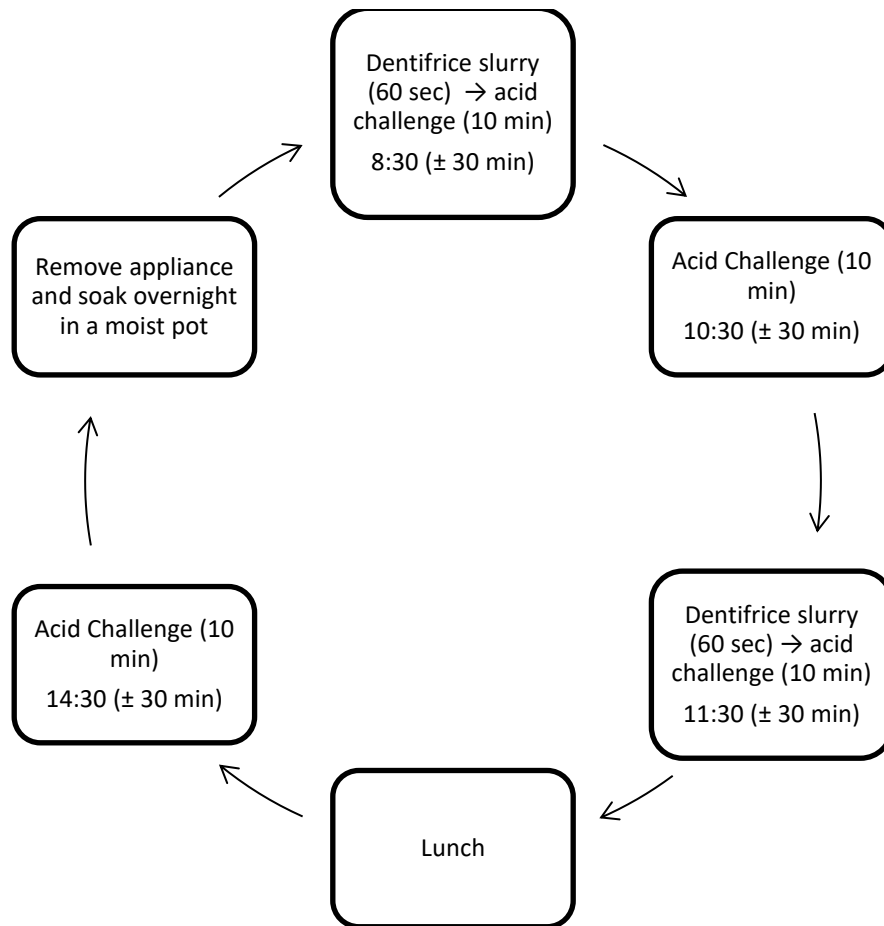 Dentifrice slurry
(60 sec) → acid
challenge (10 min)
8:30 (± 30 min)
Acid Challenge (10
min)
10:30 (± 30 min)
Dentifrice slurry
(60 sec) → acid
challenge (10 min)
11:30 (± 30 min)
Lunch
Acid Challenge (10
min)
14:30 (± 30 min)
Remove appliance
and soak overnight
in a moist pot